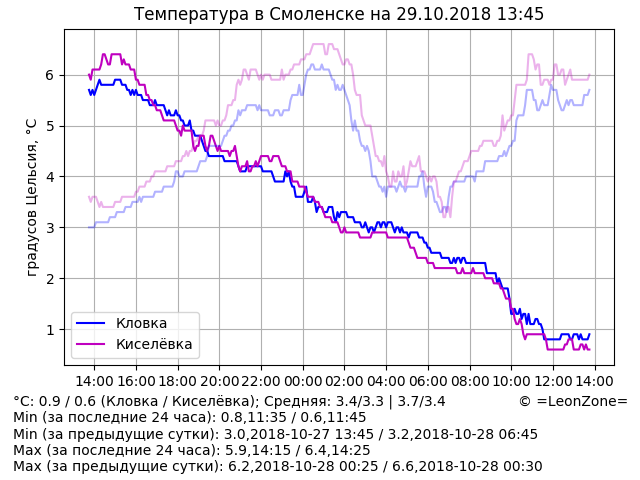 Температура в Смоленске на 29.10.2018 13:45
градусов Цельсия, °C
6
5
4
3
2
1
Кловка
Киселёвка
14:00 16:00 18:00 20:00 22:00 00:00 02:00 04:00 06:00 08:00 10:00 12:00 14:00
°C: 0.9 / 0.6 (Кловка / Киселёвка); Средняя: 3.4/3.3 | 3.7/3.4 © =LeonZone=
Min (за последние 24 часа): 0.8,11:35 / 0.6,11:45
Min (за предыдущие сутки): 3.0,2018-10-27 13:45 / 3.2,2018-10-28 06:45
Max (за последние 24 часа): 5.9,14:15 / 6.4,14:25
Max (за предыдущие сутки): 6.2,2018-10-28 00:25 / 6.6,2018-10-28 00:30